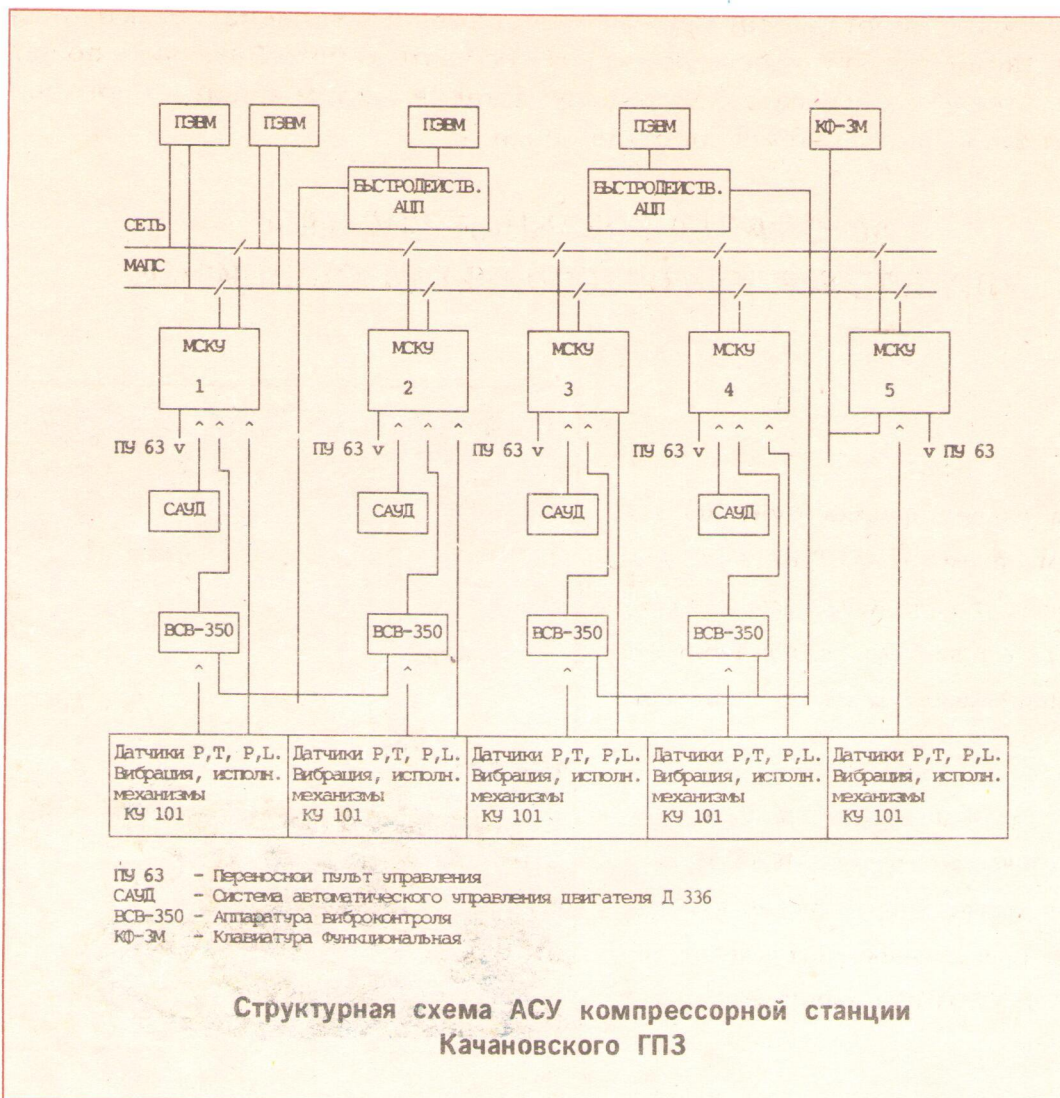 ПЭВМ ПЭВМ ПЭВМ ПЭВМ КФ-3М
БЫСТРОДЕЙСТВ. БЫСТРОДЕЙСТВ.
АЦП АЦП
СЕТЬ
МАПС
МСКУ МСКУ МСКУ МСКУ МСКУ
1 2 3 4 5
ПУ 63 ПУ 63 ПУ 63 ПУ 63 ПУ 63
САУД САУД САУД САУД
ВСВ-350 ВСВ-350 ВСВ-350 ВСВ-350
Датчики Р,Т, Р,L. Датчики Р,Т, Р,L. Датчики Р,Т, Р,L. Датчики Р,Т, Р,L. Датчики Р,Т, Р,L.
Вибрация, исполн. Вибрация, исполн. Вибрация, исполн. Вибрация, исполн. Вибрация, исполн.
механизмы механизмы механизмы механизмы механизмы
КУ 101 КУ 101 КУ 101 КУ 101 КУ 101
ПУ 63 - Переносной пульт управления
САУД - Система автоматического управления двигателя Д 336
ВСВ-350 - Аппаратура виброконтроля
КФ-3М - Клавиатура Функциональная
Структурная схема АСУ компрессорной станции
Качановского ГПЗ